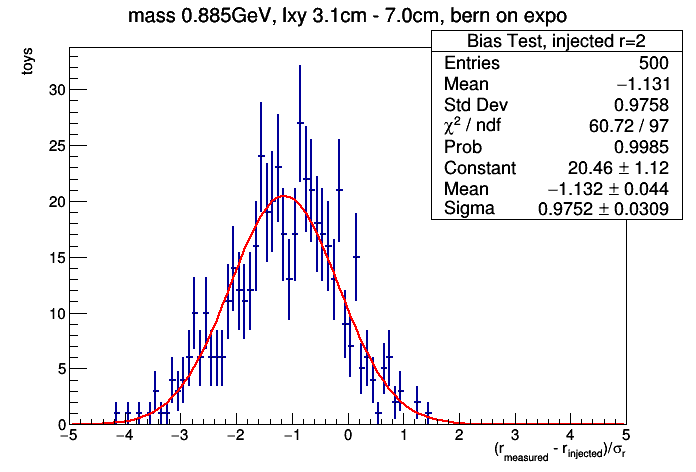 mass 0.885GeV, lxy 3.1cm - 7.0cm, bern on expo
toys
Bias Test, injected r=2
Entries 500
Mean −1.131
Std Dev 0.9758
χ² / ndf 60.72 / 97
Prob 0.9985
Constant 20.46 ± 1.12
Mean −1.132 ± 0.044
Sigma 0.9752 ± 0.0309
30
25
20
15
10
5
0
−5 −4 −3 −2 −1 0 1 2 3 4 5
(r_measured - r_injected)/σ_r